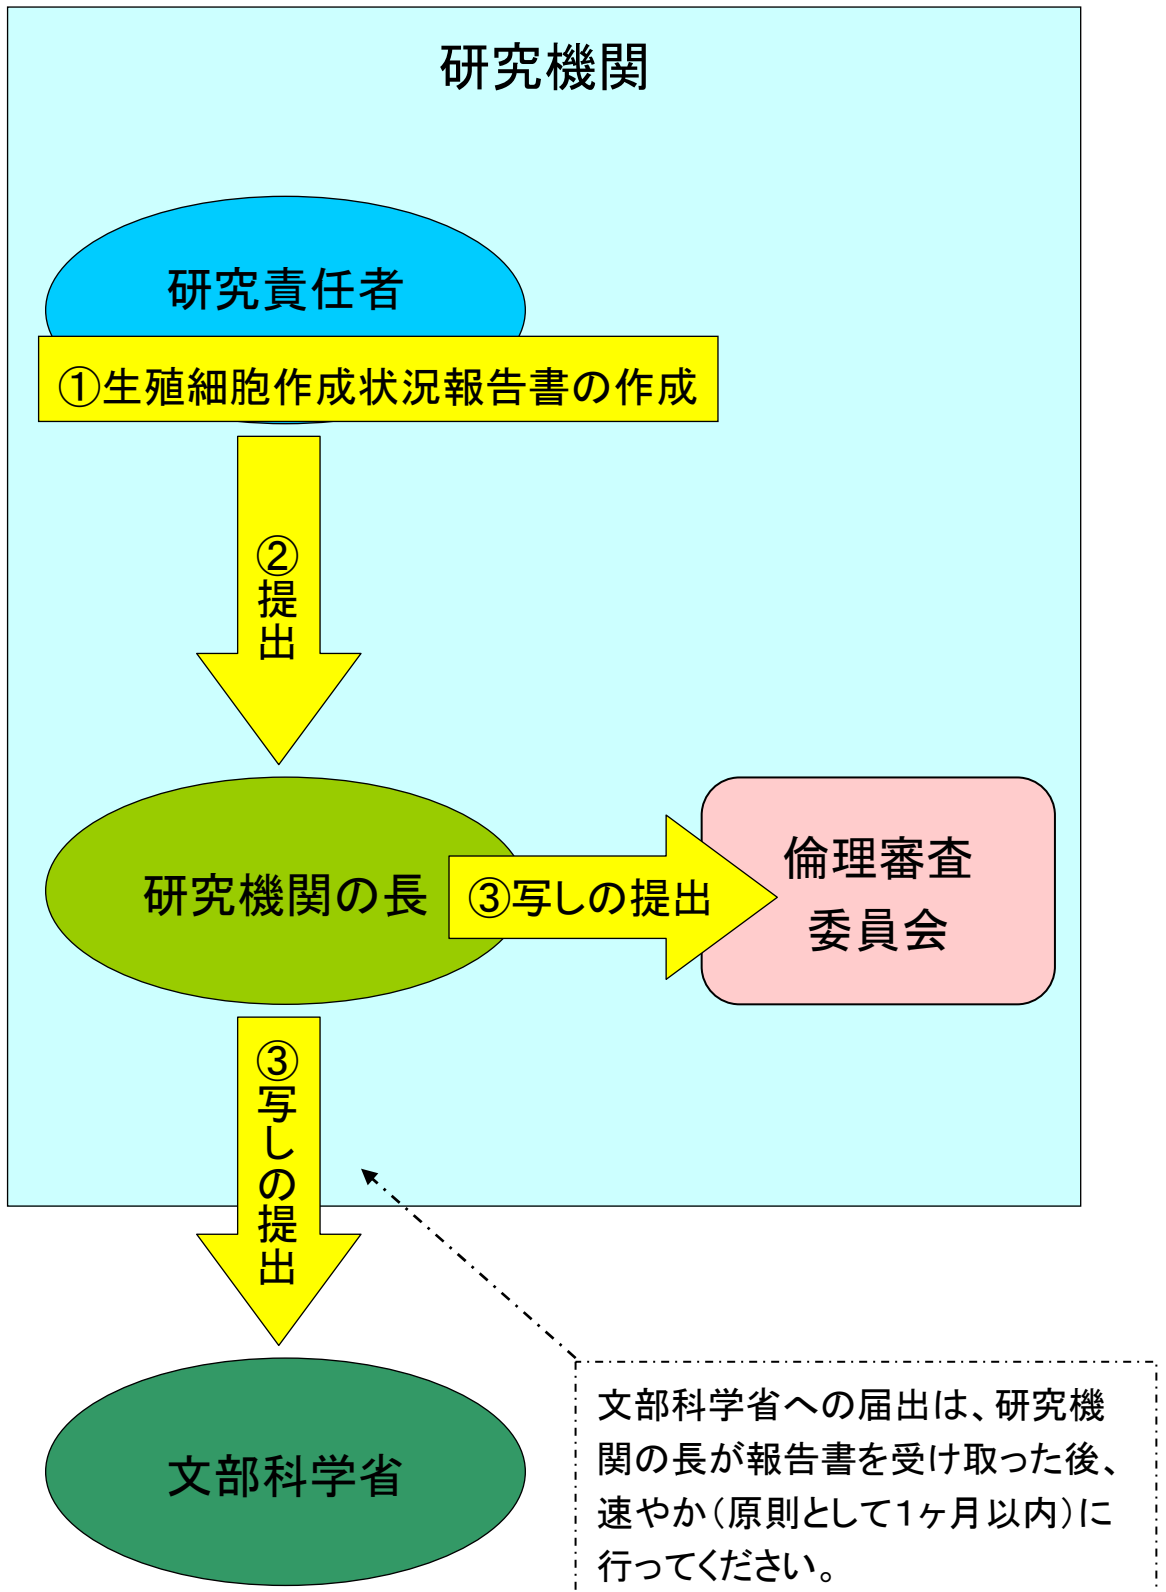 研究機関
研究責任者
①生殖細胞作成状況報告書の作成
②提出
研究機関の長
③写しの提出
倫理審査
委員会
③写しの提出
文部科学省
文部科学省への届出は、研究機
関の長が報告書を受け取った後、
速やか（原則として1ヶ月以内）に
行ってください。